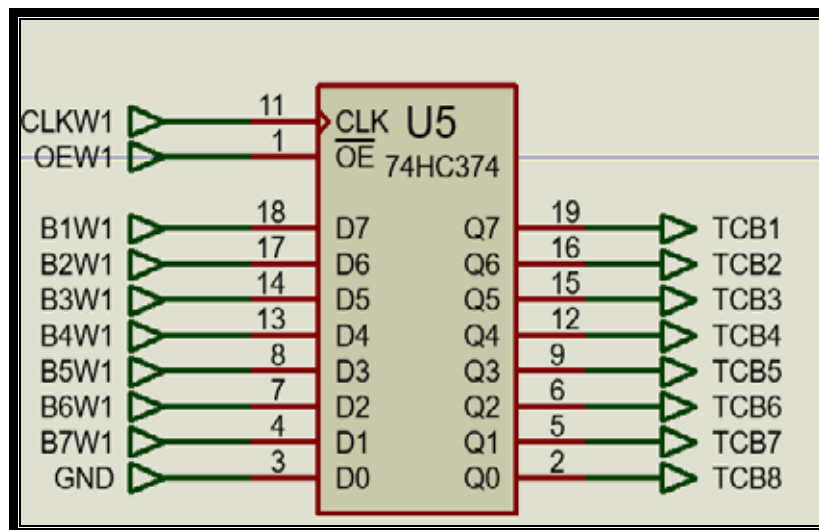 CLKW1 11 CLK U5
OEW1 1 OE 74HC374
B1W1 18 D7 Q7 19 TCB1
B2W1 17 D6 Q6 16 TCB2
B3W1 14 D5 Q5 15 TCB3
B4W1 13 D4 Q4 12 TCB4
B5W1 8 D3 Q3 9 TCB5
B6W1 7 D2 Q2 6 TCB6
B7W1 4 D1 Q1 5 TCB7
GND 3 D0 Q0 2 TCB8